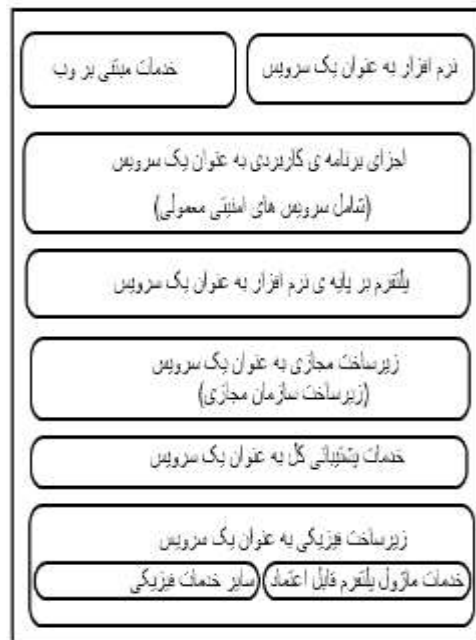 نرم افزار به عنوان یک سرویس
خدمات مبتنی بر وب
اجزای برنامه ی کاربردی به عنوان یک سرویس
(شامل سرویس های امنیتی معمولی)
پلتفرم بر پایه ی نرم افزار به عنوان یک سرویس
زیرساخت مجازی به عنوان یک سرویس
(زیرساخت سازمان مجازی)
خدمات پشتیبانی کل به عنوان یک سرویس
زیرساخت فیزیکی به عنوان یک سرویس
خدمات ماژول پلتفرم قابل اعتماد
سایر خدمات فیزیکی